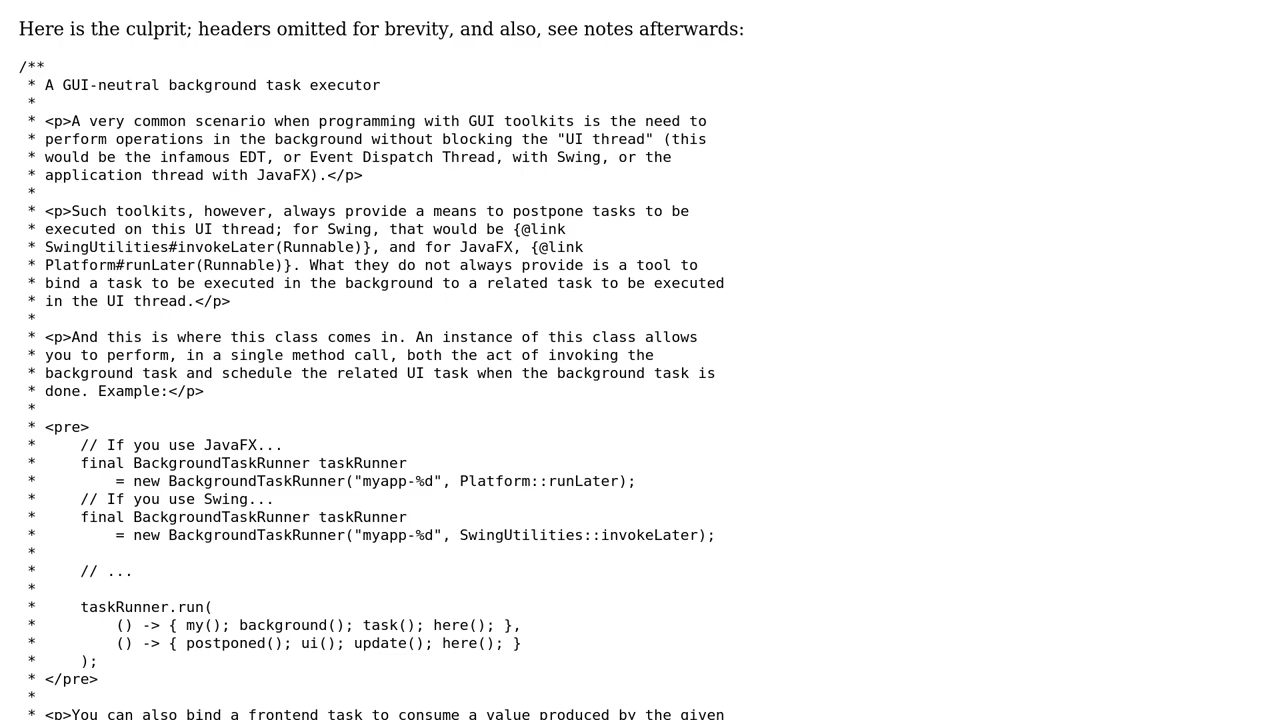 Here is the culprit; headers omitted for brevity, and also, see notes afterwards:
/**
 * A GUI-neutral background task executor
 *
 * <p>A very common scenario when programming with GUI toolkits is the need to
 * perform operations in the background without blocking the "UI thread" (this
 * would be the infamous EDT, or Event Dispatch Thread, with Swing, or the
 * application thread with JavaFX).</p>
 *
 * <p>Such toolkits, however, always provide a means to postpone tasks to be
 * executed on this UI thread; for Swing, that would be {@link
 * SwingUtilities#invokeLater(Runnable)}, and for JavaFX, {@link
 * Platform#runLater(Runnable)}. What they do not always provide is a tool to
 * bind a task to be executed in the background to a related task to be executed
 * in the UI thread.</p>
 *
 * <p>And this is where this class comes in. An instance of this class allows
 * you to perform, in a single method call, both the act of invoking the
 * background task and schedule the related UI task when the background task is
 * done. Example:</p>
 *
 * <pre>
 *     // If you use JavaFX...
 *     final BackgroundTaskRunner taskRunner
 *         = new BackgroundTaskRunner("myapp-%d", Platform::runLater);
 *     // If you use Swing...
 *     final BackgroundTaskRunner taskRunner
 *         = new BackgroundTaskRunner("myapp-%d", SwingUtilities::invokeLater);
 *
 *     // ...
 *
 *     taskRunner.run(
 *         () -> { my(); background(); task(); here(); },
 *         () -> { postponed(); ui(); update(); here(); }
 *     );
 * </pre>
 *
 * <p>You can also bind a frontend task to consume a value produced by the given